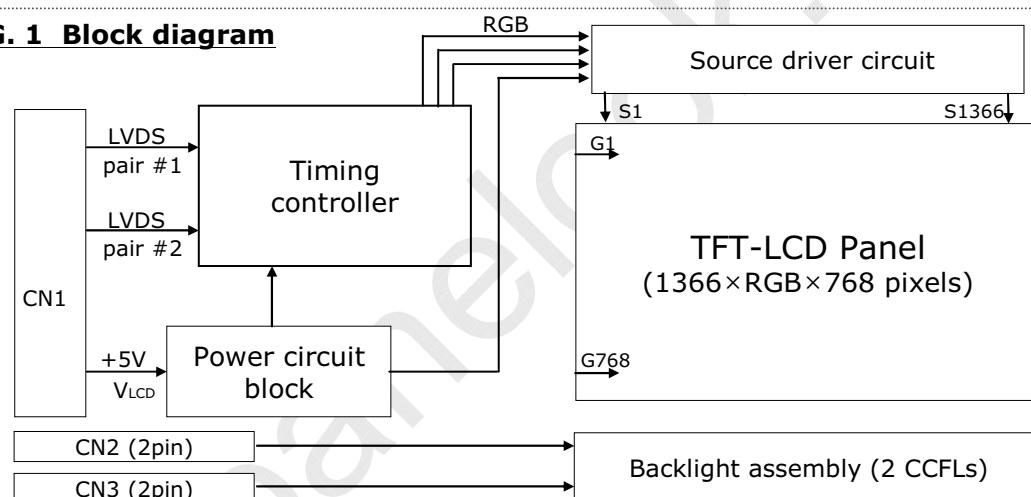 G. 1 Block diagram
RGB
Source driver circuit
S1
S1366
CN1
LVDS
pair #1
LVDS
pair #2
Timing
controller
G1
TFT-LCD Panel
(1366×RGB×768 pixels)
G768
+5V
VLCD
Power circuit
block
CN2 (2pin)
CN3 (2pin)
Backlight assembly (2 CCFLs)